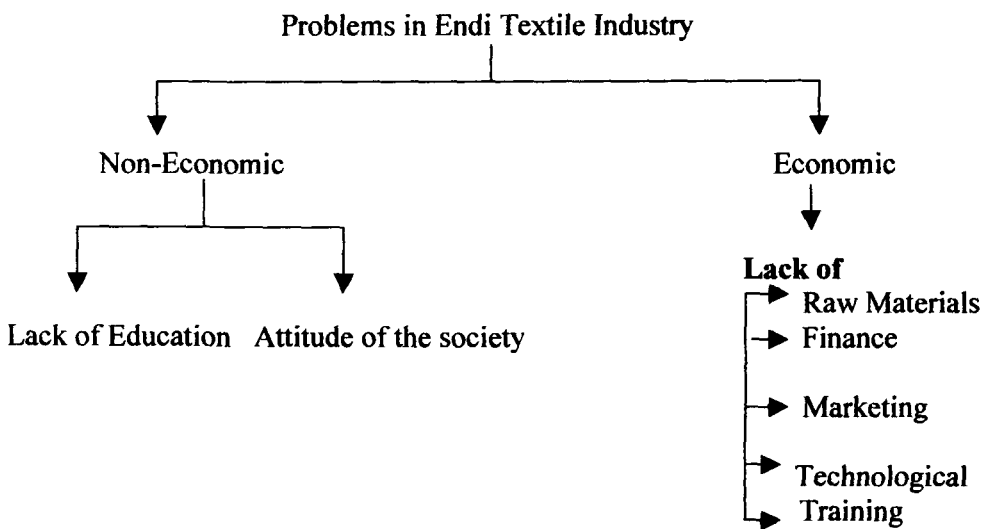 Problems in Endi Textile Industry
Non-Economic
Economic
Lack of Education
Attitude of the society
Lack of
Raw Materials
Finance
Marketing
Technological
Training